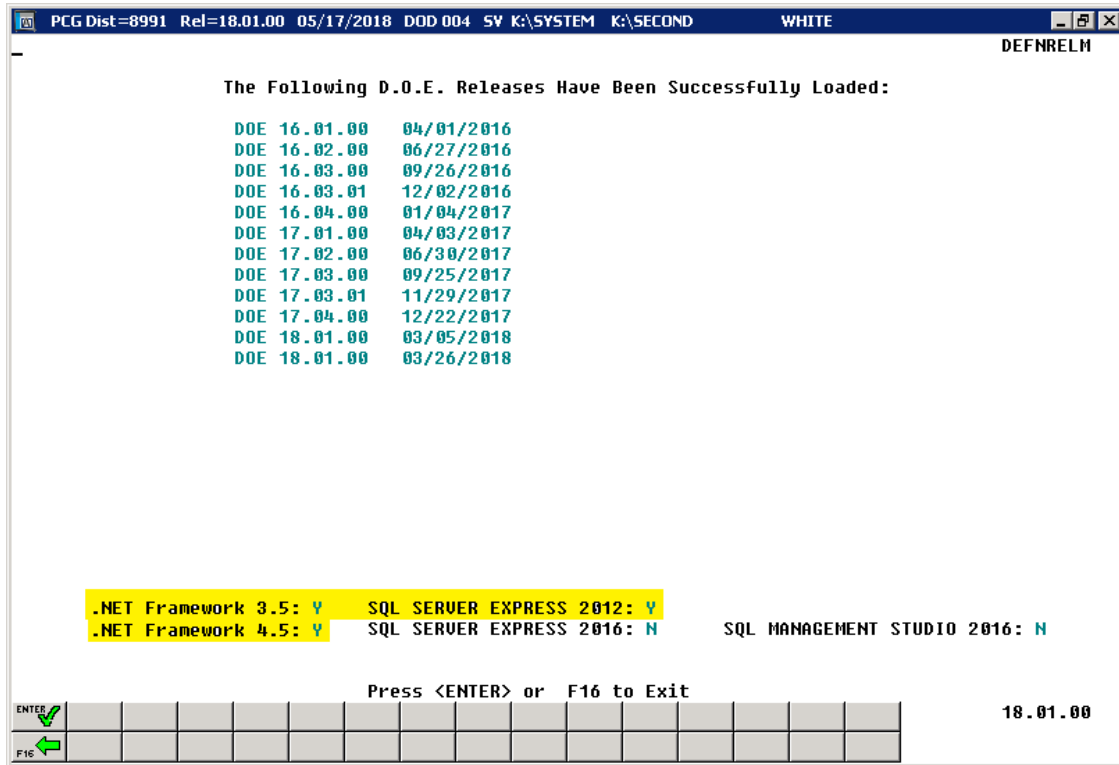 PCG Dist=8991 Rel=18.01.00 05/17/2018 DOD 004 SV K:\SYSTEM K:\SECOND WHITE
DEFNRELM
The Following D.O.E. Releases Have Been Successfully Loaded:
DOE 16.01.00 04/01/2016
DOE 16.02.00 06/27/2016
DOE 16.03.00 09/26/2016
DOE 16.03.01 12/02/2016
DOE 16.04.00 01/04/2017
DOE 17.01.00 04/03/2017
DOE 17.02.00 06/30/2017
DOE 17.03.00 09/25/2017
DOE 17.03.01 11/29/2017
DOE 17.04.00 12/22/2017
DOE 18.01.00 03/05/2018
DOE 18.01.00 03/26/2018
.NET Framework 3.5: Y SQL SERVER EXPRESS 2012: Y
.NET Framework 4.5: Y SQL SERVER EXPRESS 2016: N SQL MANAGEMENT STUDIO 2016: N
Press <ENTER> or F16 to Exit
ENTER
18.01.00
F16